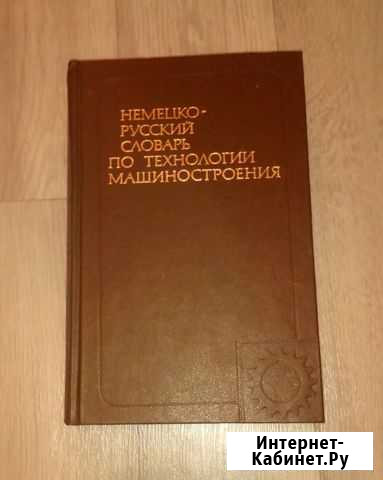 НЕМЕЦКО-
РУССКИЙ
СЛОВАРЬ
ПО ТЕХНОЛОГИИ
МАШИНОСТРОЕНИЯ
Интернет-
Кабинет.Ру